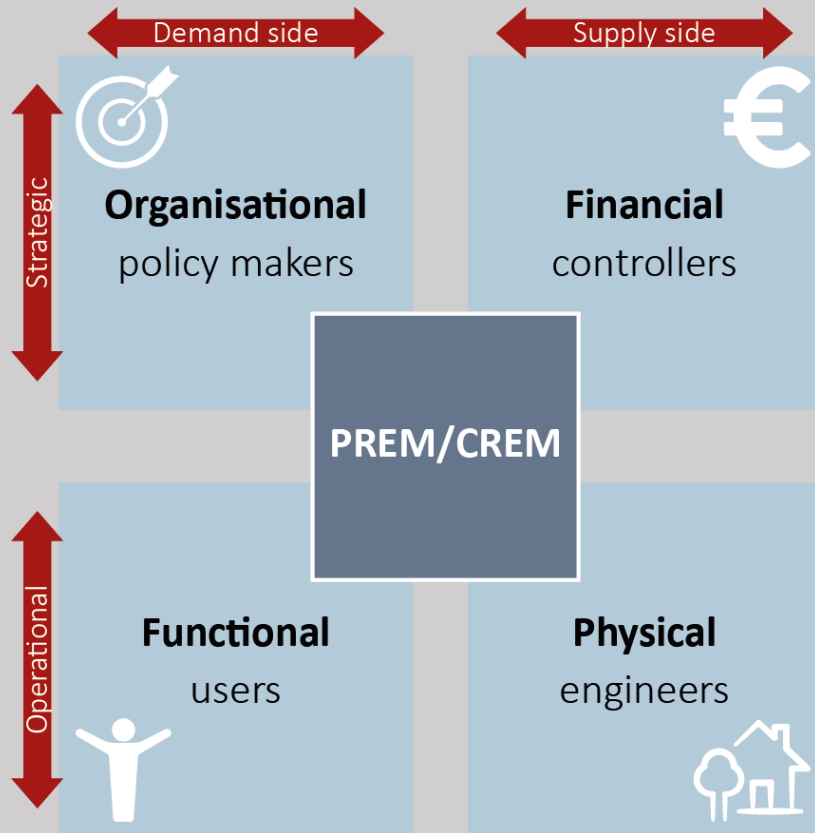 Demand side
Supply side
Strategic
Organisational
policy makers
€
Financial
controllers
PREM/CREM
Operational
Functional
users
Physical
engineers